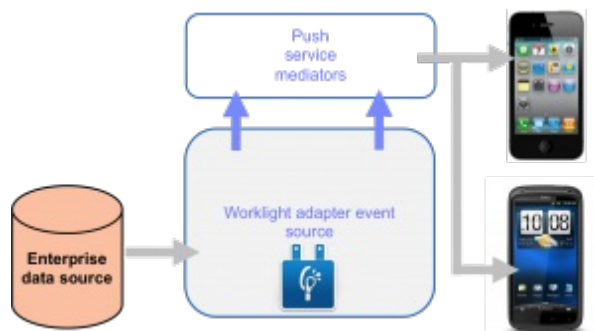 Push
service
mediators
Worklight adapter event
source
Enterprise
data source
10 08